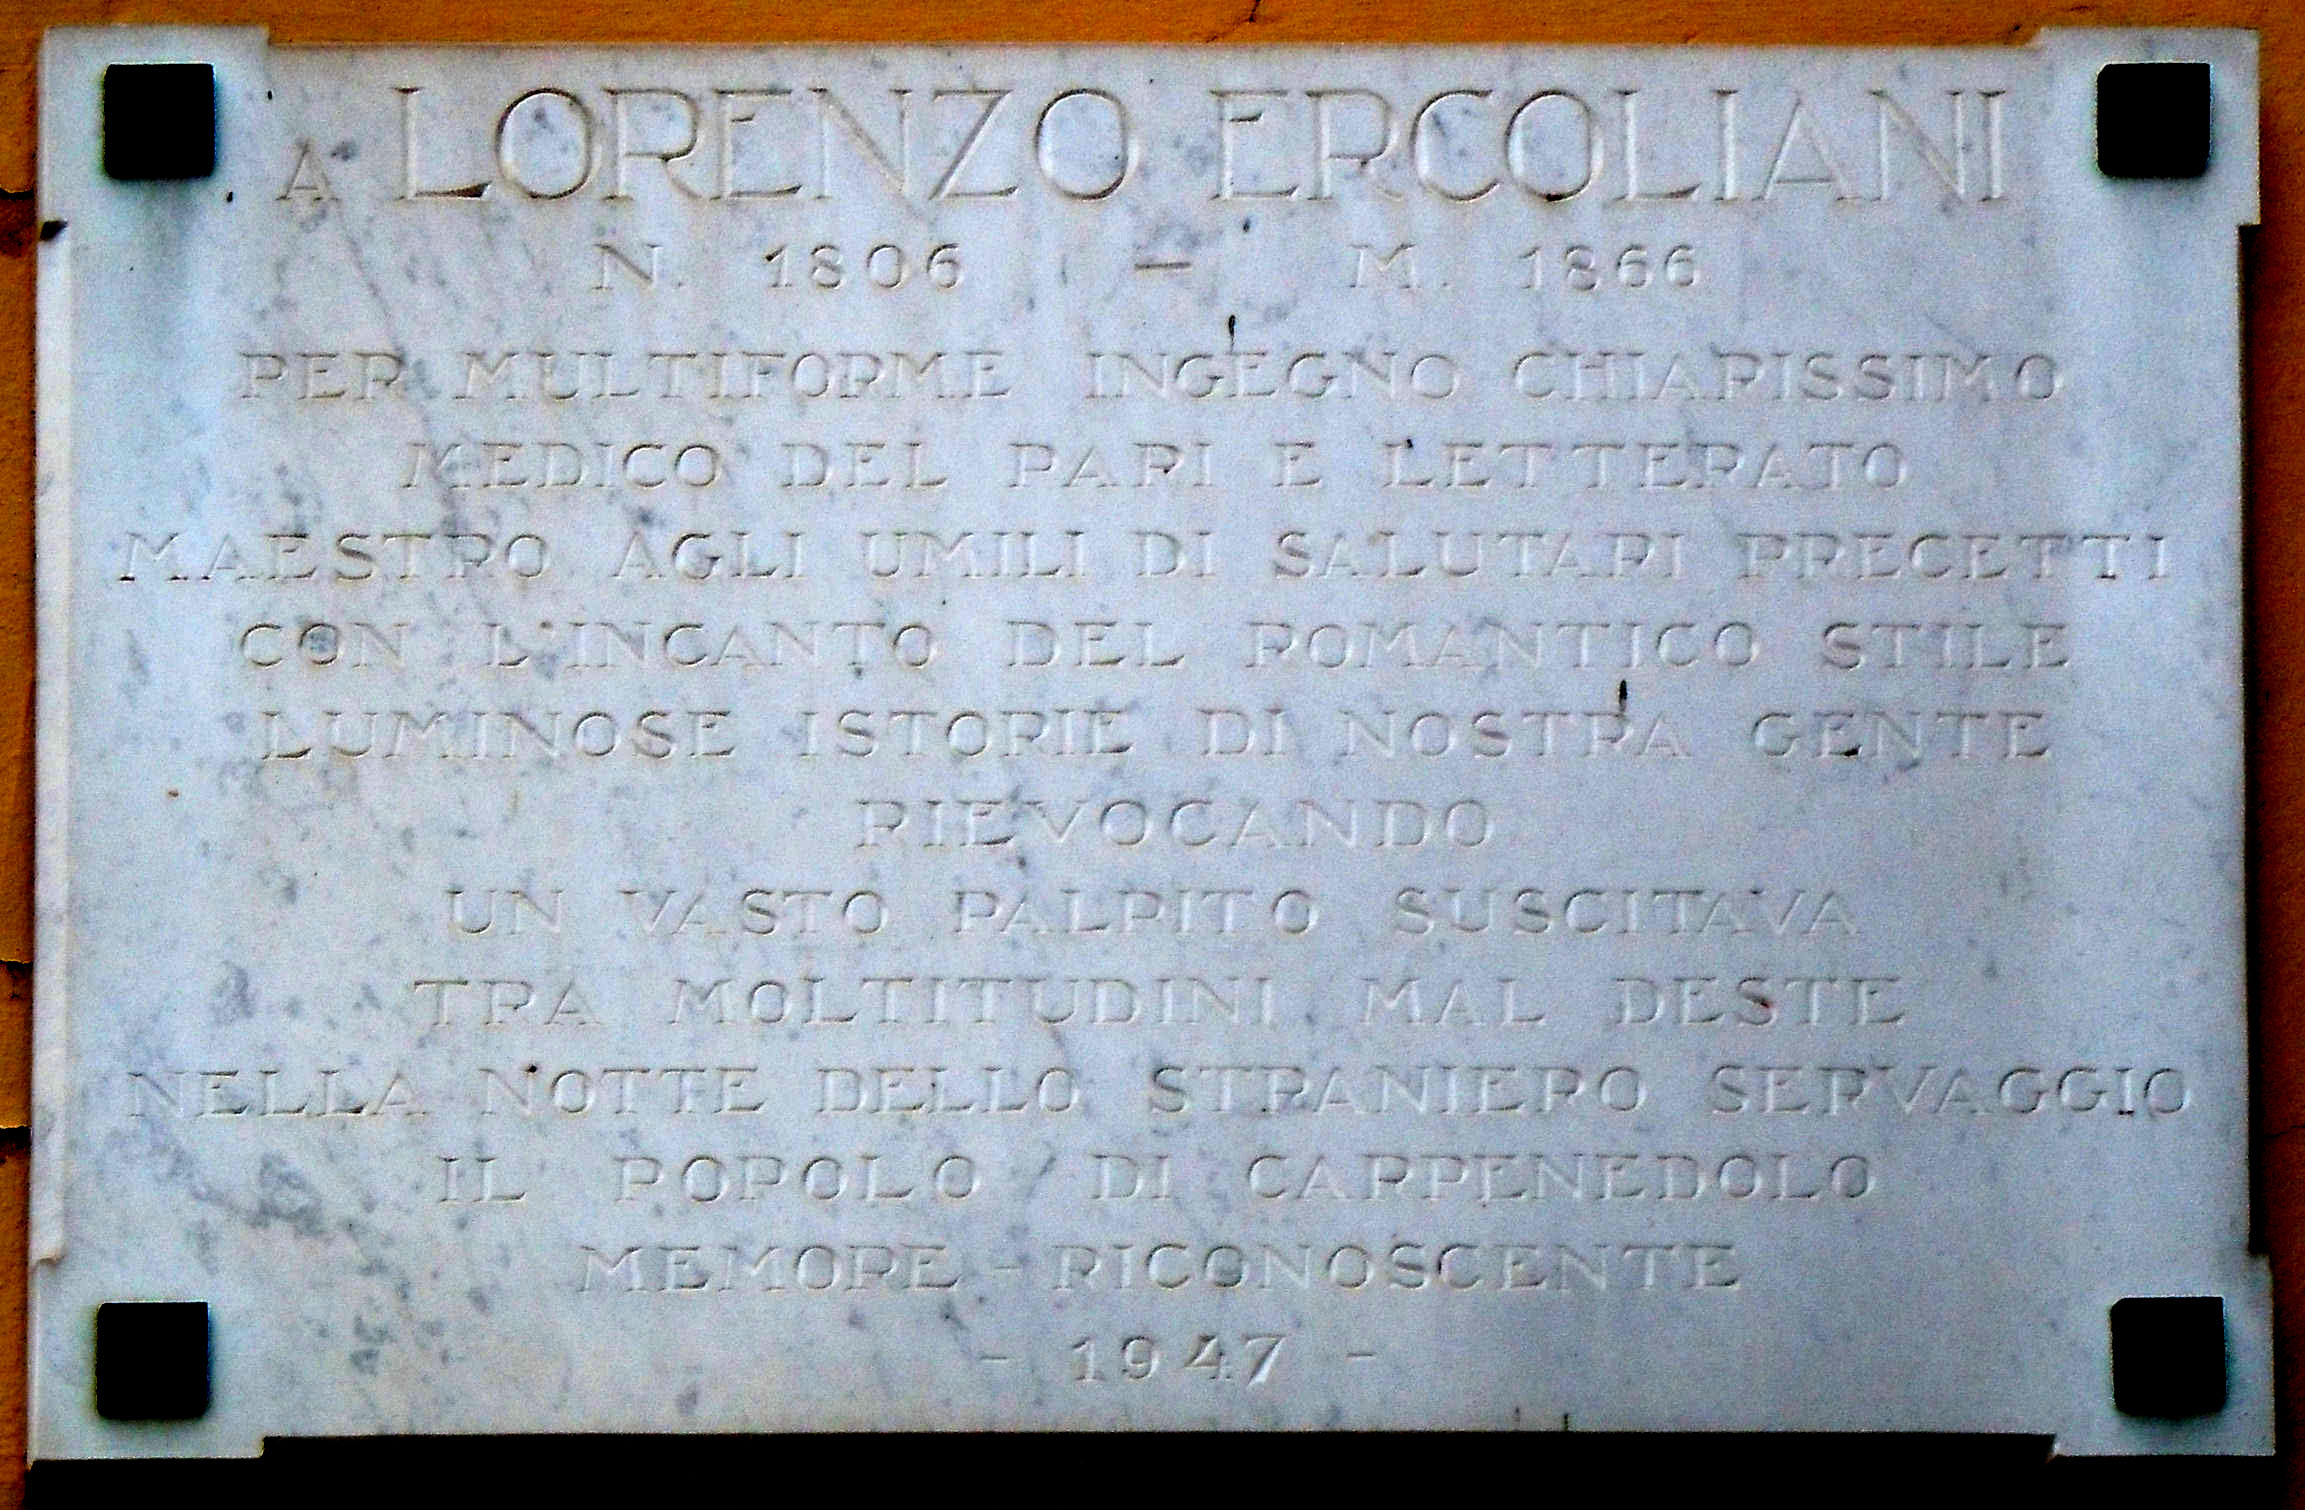 A LORENZO ERCOLIANI
N. 1806 — M. 1866
PER MULTIFORME INGEGNO CHIARISSIMO
MEDICO DEL PARI E LETTERATO
MAESTRO AGLI UMILI DI SALUTARI PRECETTI
CON L'INCANTO DEL ROMANTICO STILE
LUMINOSE ISTORIE DI NOSTRA GENTE
RIEVOCANDO
UN VASTO PALPITO SUSCITAVA
TRA MOLTITUDINI MAL DESTE
NELLA NOTTE DELLO STRANIERO SERVAGGIO
IL POPOLO DI CARPENEDOLO
MEMORE - RICONOSCENTE
- 1947 -